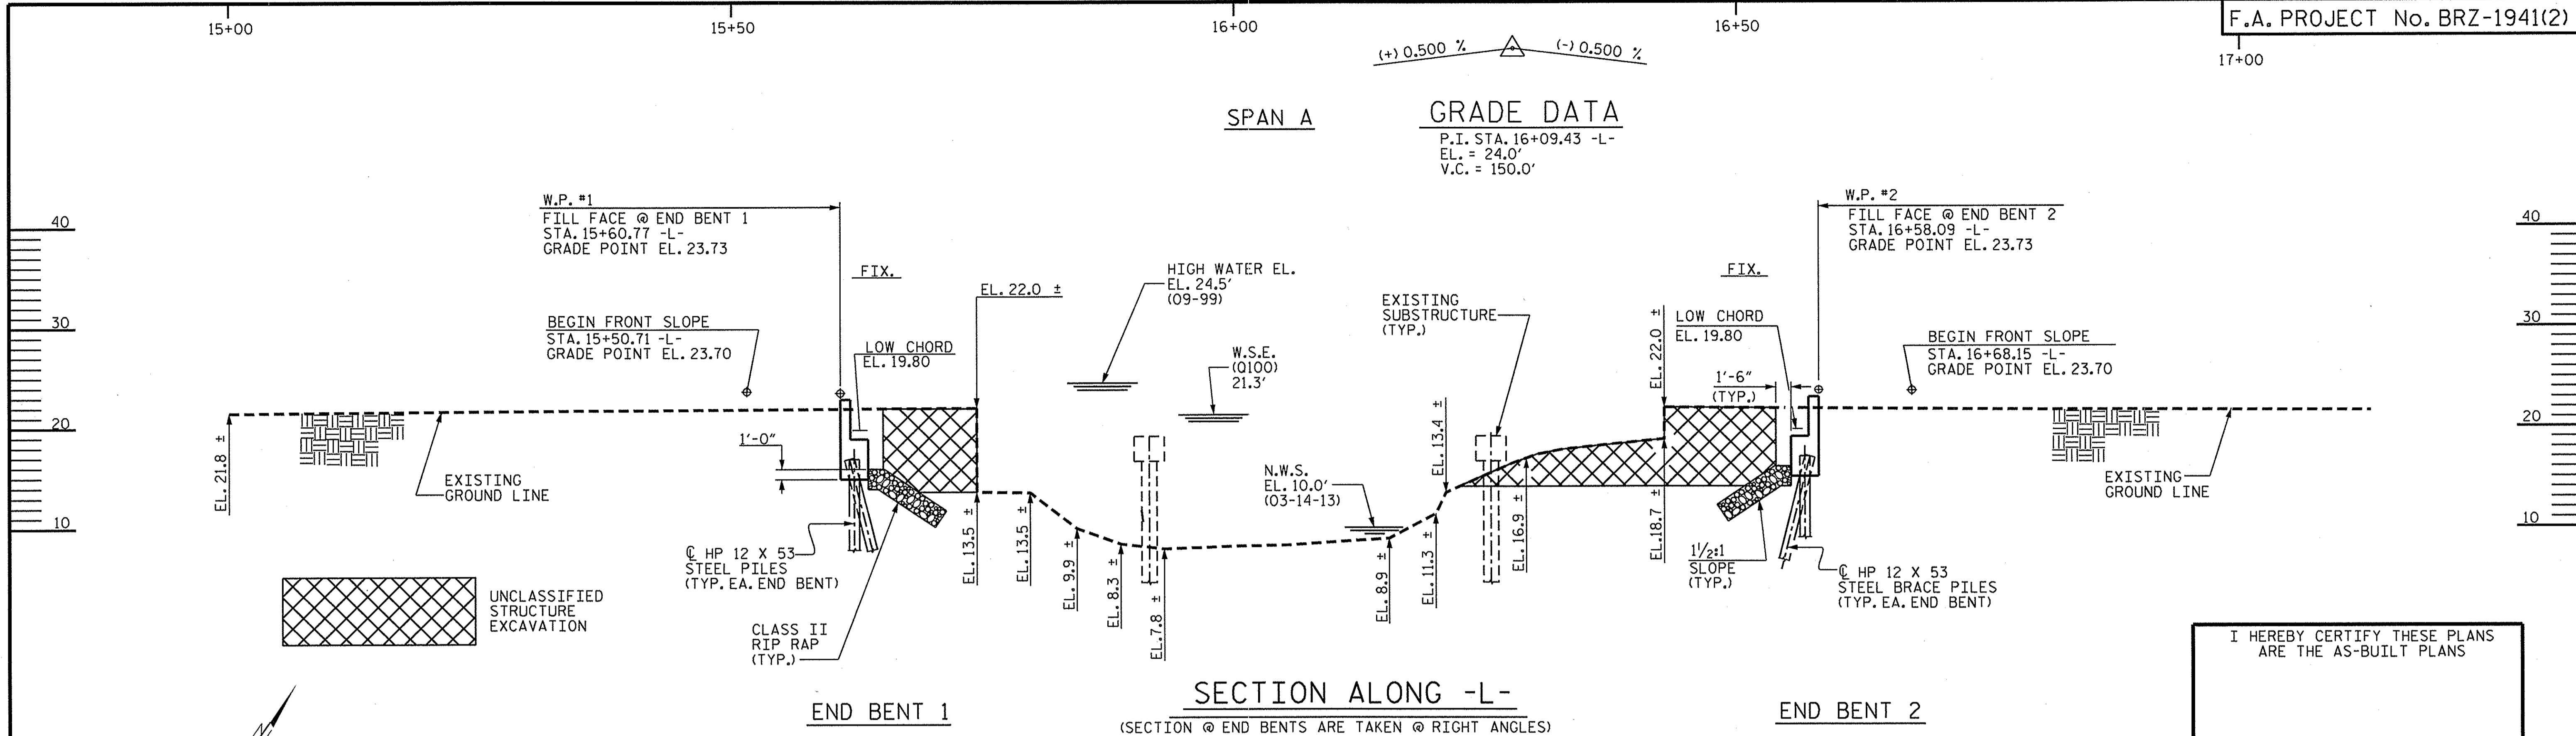 F.A. PROJECT No. BRZ-1941(2)
15+00
15+50
16+00
16+50
17+00
(+) 0.500 %
(-) 0.500 %
SPAN A
GRADE DATA
P.I. STA. 16+09.43 -L-
EL. = 24.0'
V.C. = 150.0'
W.P. #1
FILL FACE @ END BENT 1
STA. 15+60.77 -L-
GRADE POINT EL. 23.73
W.P. #2
FILL FACE @ END BENT 2
STA. 16+58.09 -L-
GRADE POINT EL. 23.73
40
30
20
10
40
30
20
10
FIX.
FIX.
HIGH WATER EL.
EL. 24.5'
(09-99)
EL. 22.0 ±
EXISTING
SUBSTRUCTURE
(TYP.)
EL. 22.0 ±
BEGIN FRONT SLOPE
STA. 15+50.71 -L-
GRADE POINT EL. 23.70
LOW CHORD
EL. 19.80
W.S.E.
(Q100)
21.3'
LOW CHORD
EL. 19.80
BEGIN FRONT SLOPE
STA. 16+68.15 -L-
GRADE POINT EL. 23.70
1'-6"
(TYP.)
EL. 21.8 ±
EXISTING
GROUND LINE
1'-0"
EL. 13.4 ±
N.W.S.
EL. 10.0'
(03-14-13)
EXISTING
GROUND LINE
℄ HP 12 X 53
STEEL PILES
(TYP. EA. END BENT)
EL. 13.5 ±
EL. 13.5 ±
EL. 9.9 ±
EL. 8.3 ±
EL. 7.8 ±
EL. 8.9 ±
EL. 11.3 ±
EL. 16.9 ±
EL. 18.7 ±
1½:1
SLOPE
(TYP.)
℄ HP 12 X 53
STEEL BRACE PILES
(TYP. EA. END BENT)
UNCLASSIFIED
STRUCTURE
EXCAVATION
CLASS II
RIP RAP
(TYP.)
I HEREBY CERTIFY THESE PLANS
ARE THE AS-BUILT PLANS
END BENT 1
SECTION ALONG -L-
(SECTION @ END BENTS ARE TAKEN @ RIGHT ANGLES)
END BENT 2
N